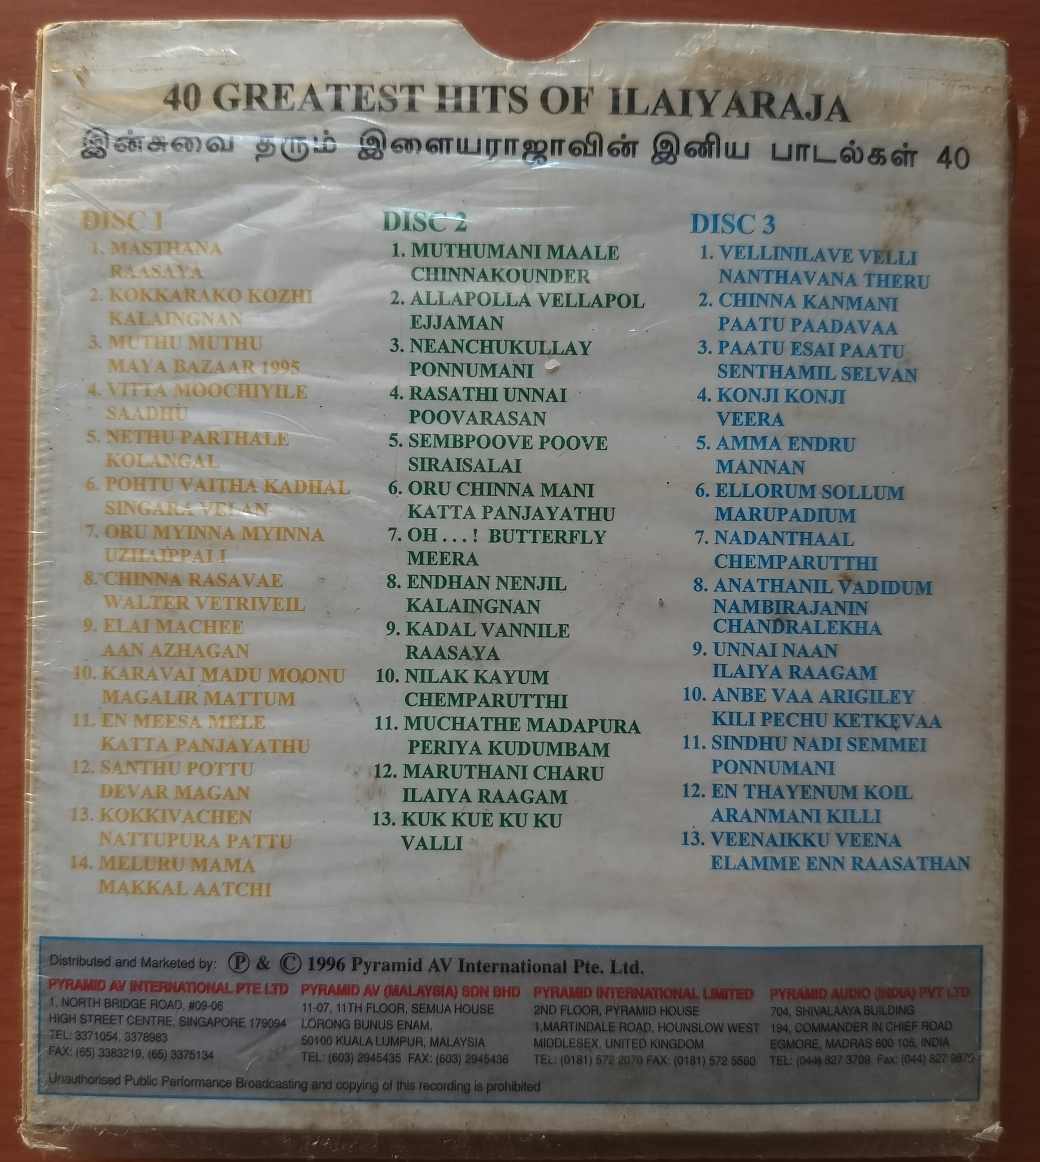 40 GREATEST HITS OF ILAIYARAJA
இன்சுவை தரும் இளையராஜாவின் இனிய பாடல்கள் 40
DISC 1
1. MASTHANA
RAASAYA
2. KOKKARAKO KOZHI
KALAINGNAN
3. MUTHU MUTHU
MAYA BAZAAR 1995
4. VITTA MOOCHIYILE
SAADHU
5. NETHU PARTHALE
KOLANGAL
6. POHTU VAITHA KADHAL
SINGARA VELAN
7. ORU MYINNA MYINNA
UZHAIPPALI
8. CHINNA RASAVAE
WALTER VETRIVEIL
9. ELAI MACHEE
AAN AZHAGAN
10. KARAVAI MADU MOONU
MAGALIR MATTUM
11. EN MEESA MELE
KATTA PANJAYATHU
12. SANTHU POTTU
DEVAR MAGAN
13. KOKKIVACHEN
NATTUPURA PATTU
14. MELURU MAMA
MAKKAL AATCHI
DISC 2
1. MUTHUMANI MAALE
CHINNAKOUNDER
2. ALLAPOLLA VELLAPOL
EJJAMAN
3. NEANCHUKULLAY
PONNUMANI
4. RASATHI UNNAI
POOVARASAN
5. SEMBPOOVE POOVE
SIRAISALAI
6. ORU CHINNA MANI
KATTA PANJAYATHU
7. OH . . . ! BUTTERFLY
MEERA
8. ENDHAN NENJIL
KALAINGNAN
9. KADAL VANNILE
RAASAYA
10. NILAK KAYUM
CHEMPARUTTHI
11. MUCHATHE MADAPURA
PERIYA KUDUMBAM
12. MARUTHANI CHARU
ILAIYA RAAGAM
13. KUK KUE KU KU
VALLI
DISC 3
1. VELLINILAVE VELLI
NANTHAVANA THERU
2. CHINNA KANMANI
PAATU PAADAVAA
3. PAATU ESAI PAATU
SENTHAMIL SELVAN
4. KONJI KONJI
VEERA
5. AMMA ENDRU
MANNAN
6. ELLORUM SOLLUM
MARUPADIUM
7. NADANTHAAL
CHEMPARUTTHI
8. ANATHANIL VADIDUM
NAMBIRAJANIN
CHANDRALEKHA
9. UNNAI NAAN
ILAIYA RAAGAM
10. ANBE VAA ARIGILEY
KILI PECHU KETKEVAA
11. SINDHU NADI SEMMEI
PONNUMANI
12. EN THAYENUM KOIL
ARANMANI KILLI
13. VEENAIKKU VEENA
ELAMME ENN RAASATHAN
Distributed and Marketed by: Ⓟ & Ⓒ 1996 Pyramid AV International Pte. Ltd.
PYRAMID AV INTERNATIONAL PTE LTD
1, NORTH BRIDGE ROAD, #09-06
HIGH STREET CENTRE, SINGAPORE 179094
TEL: 3371054, 3378983
FAX: (65) 3383219, (65) 3375134
PYRAMID AV (MALAYSIA) SDN BHD
11-07, 11TH FLOOR, SEMUA HOUSE
LORONG BUNUS ENAM,
50100 KUALA LUMPUR, MALAYSIA
TEL: (603) 2945435 FAX: (603) 2945436
PYRAMID INTERNATIONAL LIMITED
2ND FLOOR, PYRAMID HOUSE
1,MARTINDALE ROAD, HOUNSLOW WEST
MIDDLESEX, UNITED KINGDOM
TEL: (0181) 572 2070 FAX: (0181) 572 5560
PYRAMID AUDIO (INDIA) PVT LTD
704, SHIVALAAYA BUILDING
194, COMMANDER IN CHIEF ROAD
EGMORE, MADRAS 600 105, INDIA
TEL: (044) 827 3709 Fax: (044) 827
Unauthorised Public Performance Broadcasting and copying of this recording is prohibited